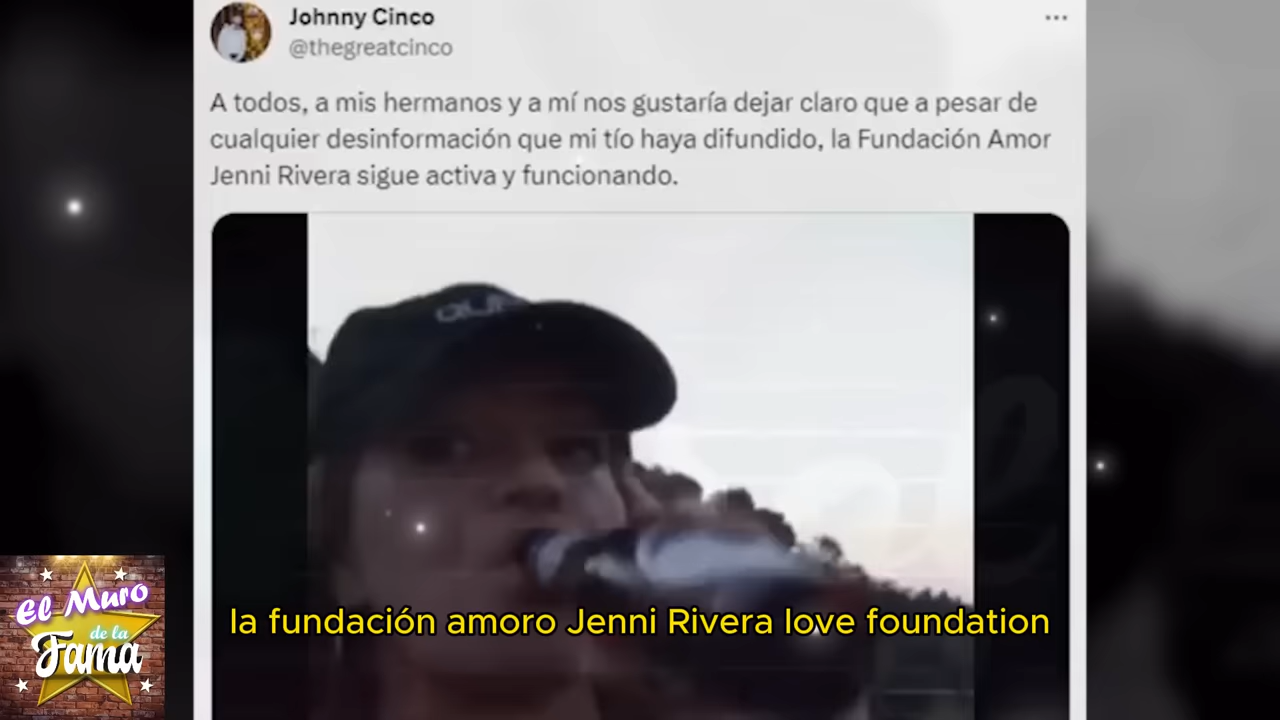 Johnny Cinco
@thegreatcinco
A todos, a mis hermanos y a mí nos gustaría dejar claro que a pesar de
cualquier desinformación que mi tío haya difundido, la Fundación Amor
Jenni Rivera sigue activa y funcionando.
la fundación amoro Jenni Rivera love foundation
El Muro
de la
Fama